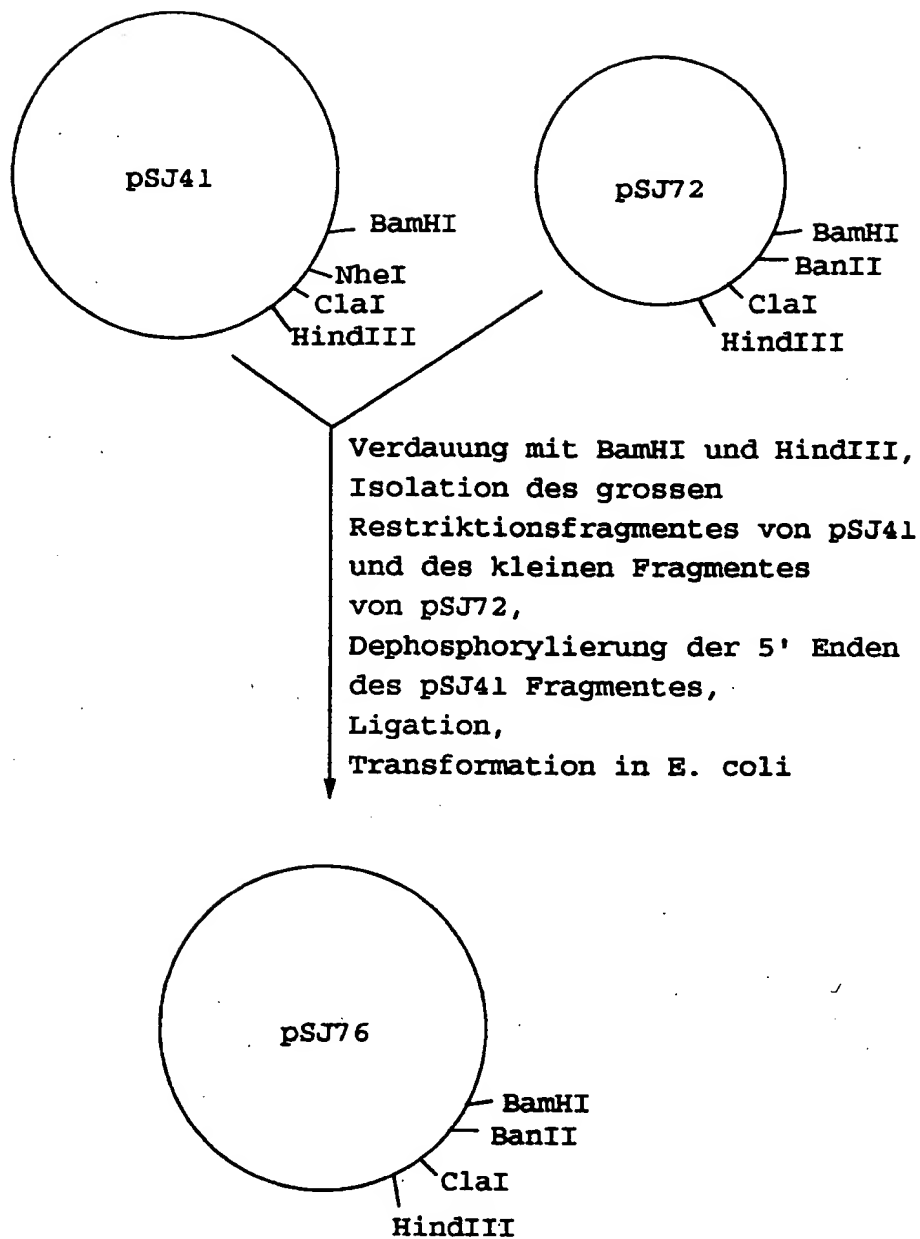 pSJ41
BamHI
NheI
ClaI
HindIII
pSJ72
BamHI
BanII
ClaI
HindIII
Verdauung mit BamHI und HindIII,
Isolation des grossen
Restriktionsfragmentes von pSJ41
und des kleinen Fragmentes
von pSJ72,
Dephosphorylierung der 5' Enden
des pSJ41 Fragmentes,
Ligation,
Transformation in E. coli
pSJ76
BamHI
BanII
ClaI
HindIII